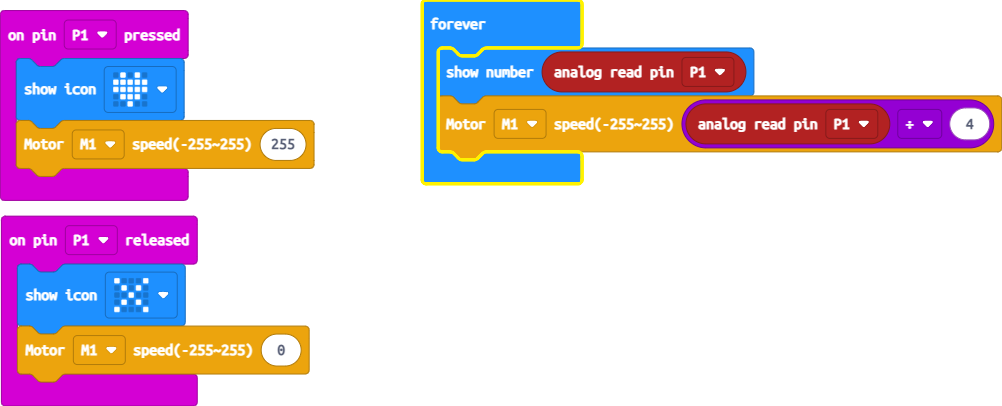 on pin P1 pressed
show icon
Motor M1 speed(-255~255) 255
on pin P1 released
show icon
Motor M1 speed(-255~255) 0
forever
show number analog read pin P1
Motor M1 speed(-255~255) analog read pin P1 ÷ 4